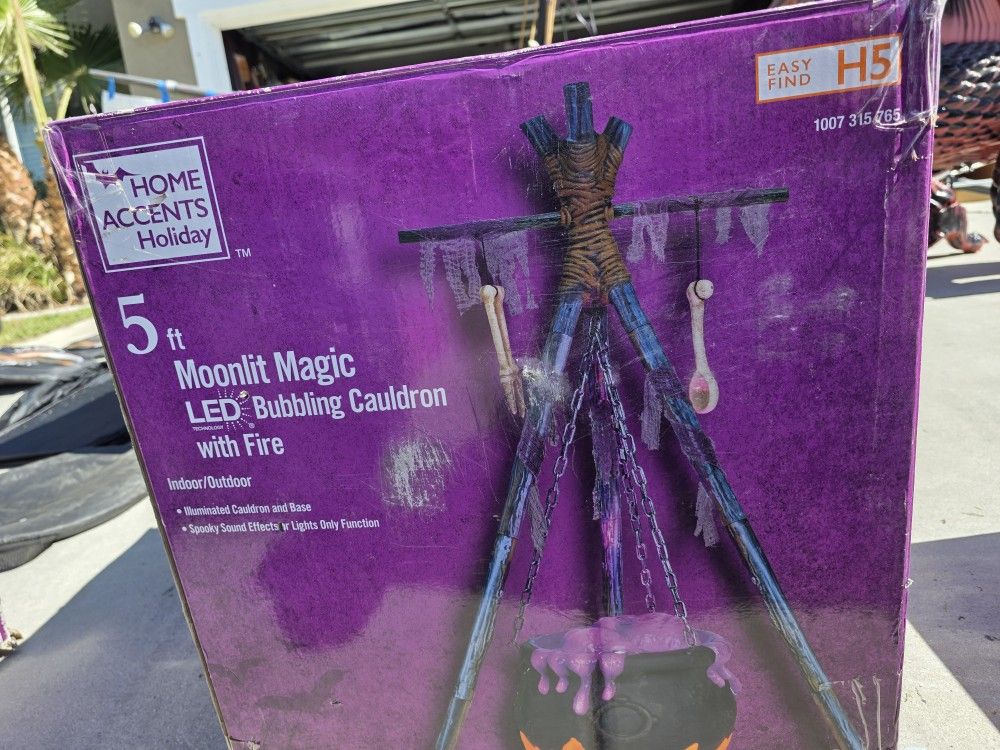 EASY
FIND
H5
1007 315 765
HOME
ACCENTS
Holiday
TM
5 ft
Moonlit Magic
LED Bubbling Cauldron
TECHNOLOGY
with Fire
Indoor/Outdoor
• Illuminated Cauldron and Base
• Spooky Sound Effects or Lights Only Function